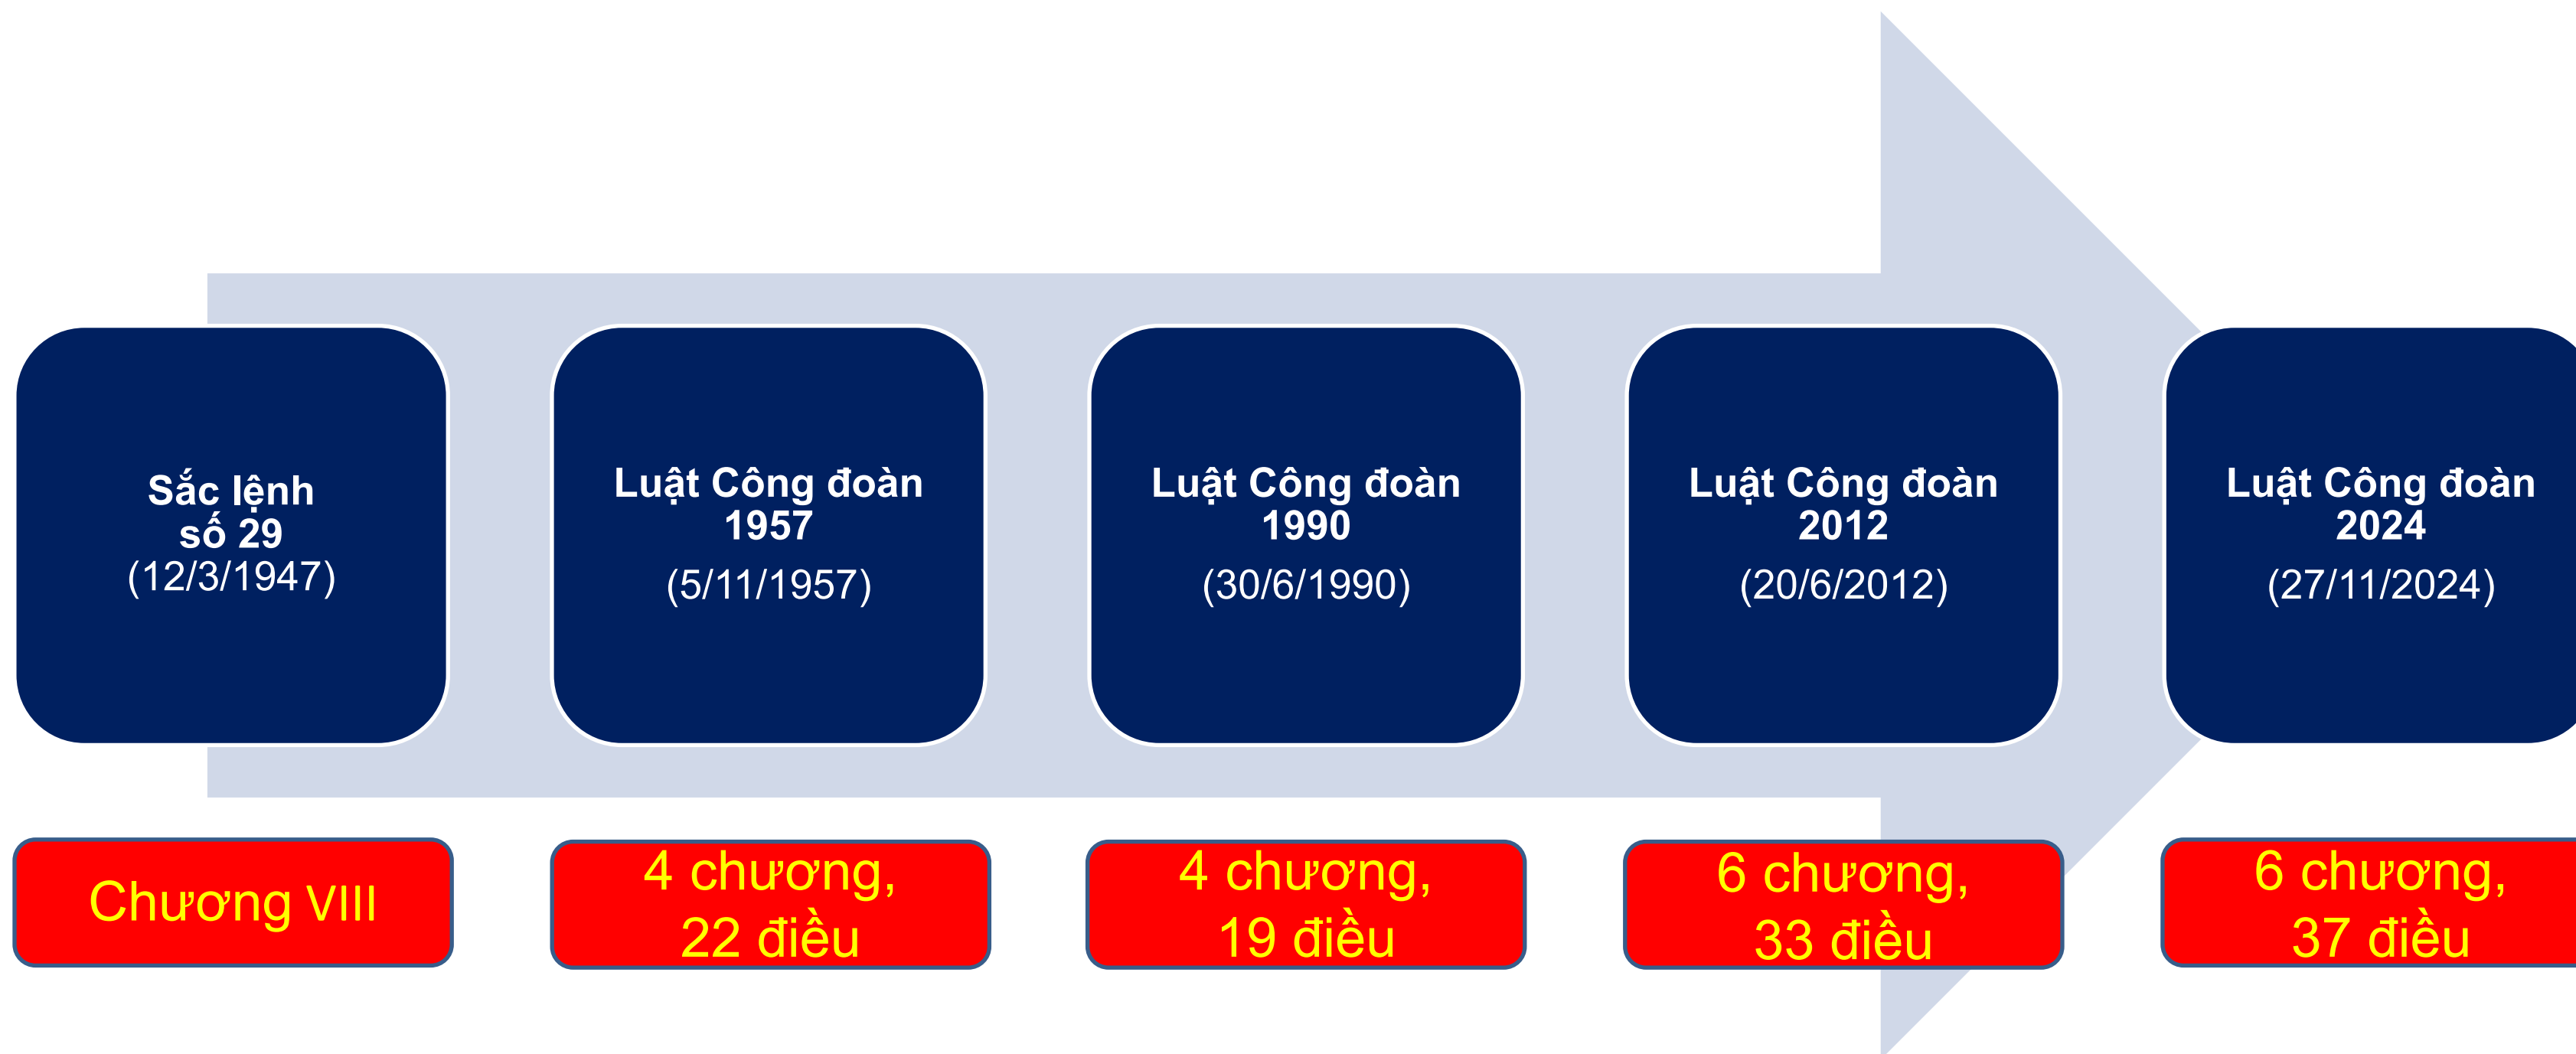 Sắc lệnh
số 29
(12/3/1947)
Luật Công đoàn
1957
(5/11/1957)
Luật Công đoàn
1990
(30/6/1990)
Luật Công đoàn
2012
(20/6/2012)
Luật Công đoàn
2024
(27/11/2024)
Chương VIII
4 chương,
22 điều
4 chương,
19 điều
6 chương,
33 điều
6 chương,
37 điều